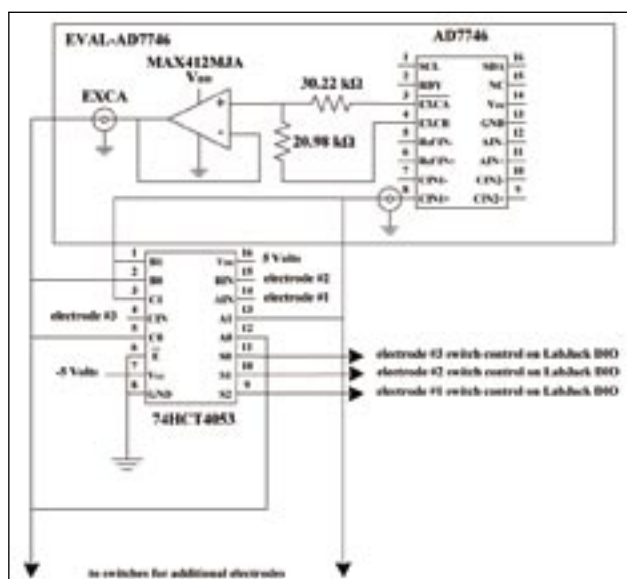 EVAL-AD7746
AD7746
MAX412MJA
VDD
EXCA
30.22 kΩ
20.98 kΩ
+
-
1 SCL SDA 16
2 RDY NC 15
3 EXCA VDD 14
4 EXCB GND 13
5 RefIN- AIN- 12
6 RefIN+ AIN+ 11
7 CIN1- CIN2- 10
8 CIN1+ CIN2- 9
1 B1 16 5 Volts
2 B0 BIN 15 electrode #2
3 C1 AIN 14 electrode #1
electrode #3 4 CIN A1 13
5 C0 A0 12
6 E S0 11 electrode #3 switch control on LabJack DIO
-5 Volts 7 S1 10 electrode #2 switch control on LabJack DIO
8 GND S2 9 electrode #1 switch control on LabJack DIO
74HCT4053
to switches for additional electrodes